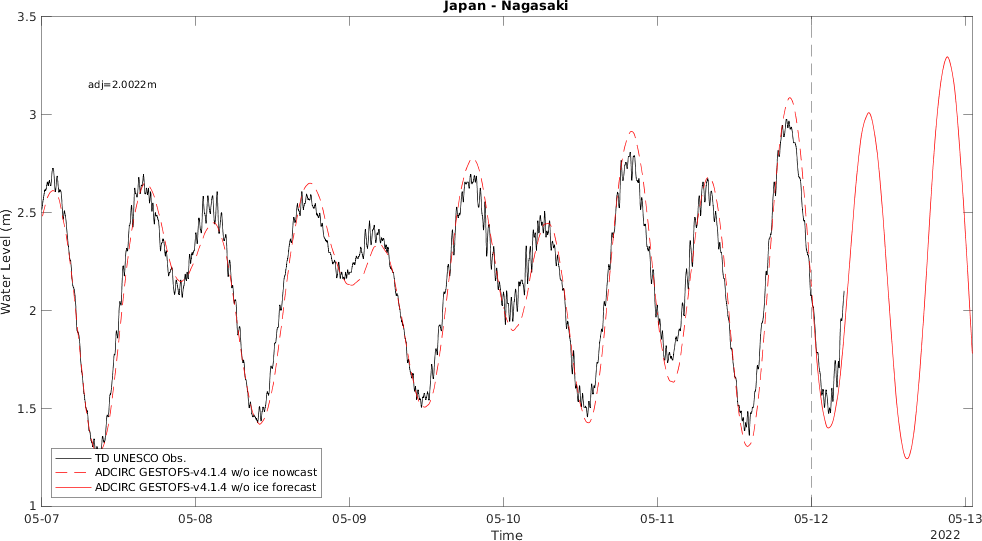 Japan - Nagasaki
3.5
3
2.5
2
1.5
1
Water Level (m)
adj=2.0022m
TD UNESCO Obs.
ADCIRC GESTOFS-v4.1.4 w/o ice nowcast
ADCIRC GESTOFS-v4.1.4 w/o ice forecast
05-07 05-08 05-09 05-10 05-11 05-12 05-13
Time
2022